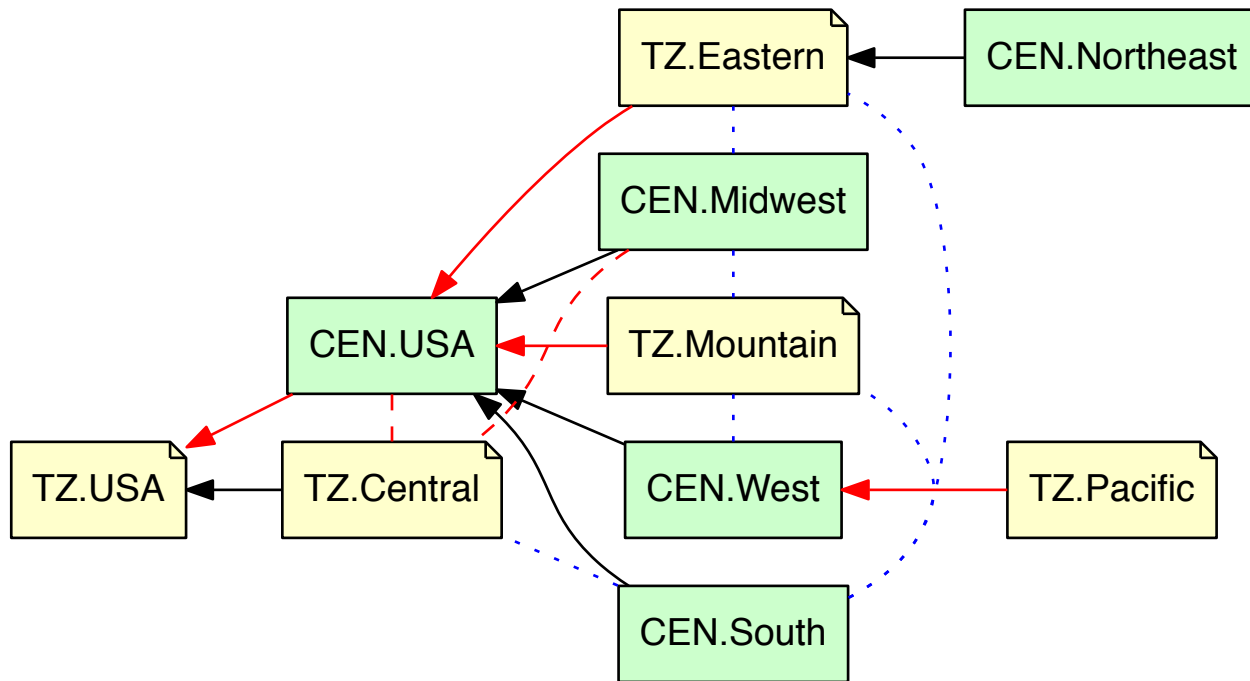 TZ.Eastern
CEN.Northeast
CEN.Midwest
CEN.USA
TZ.Mountain
TZ.USA
TZ.Central
CEN.West
TZ.Pacific
CEN.South